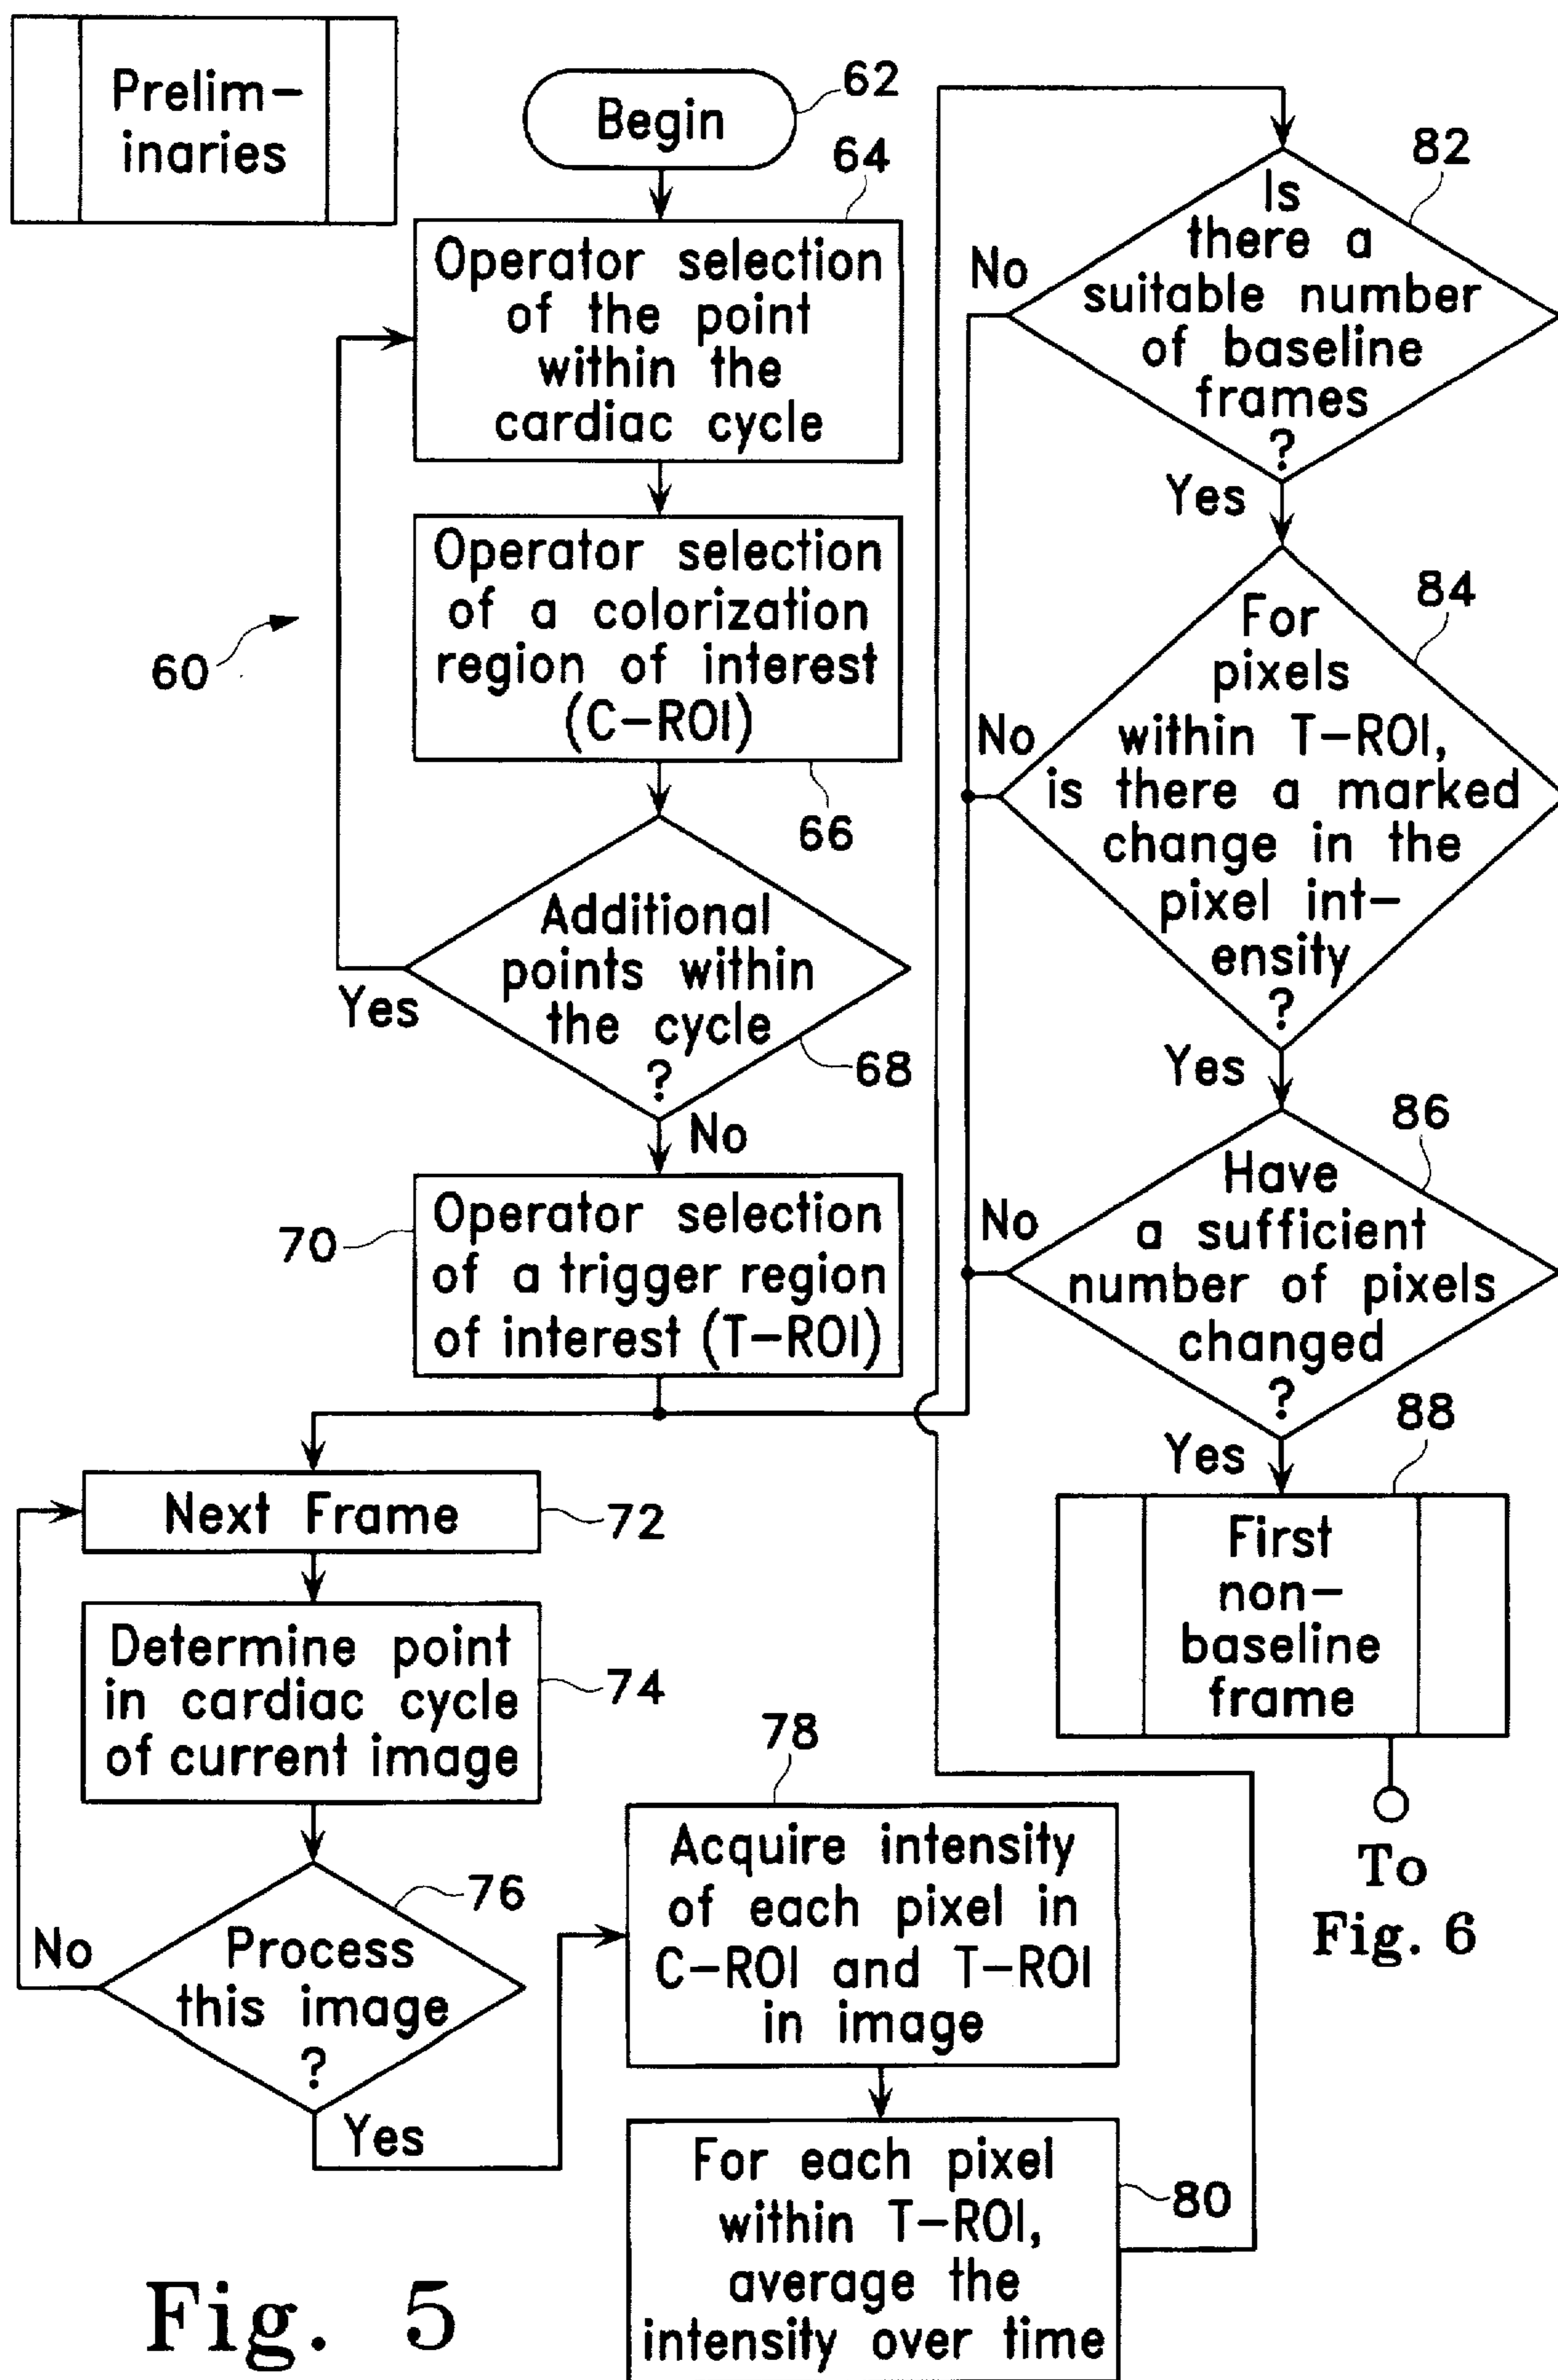 Prelim-
inaries
Begin
62
64
Operator selection
of the point
within the
cardiac cycle
Operator selection
of a colorization
region of interest
(C-ROI)
60
66
Additional
points within
the cycle
?
Yes
68
No
70
Operator selection
of a trigger region
of interest (T-ROI)
Next Frame
72
Determine point
in cardiac cycle
of current image
74
76
No
Process
this image
?
Yes
78
Acquire intensity
of each pixel in
C-ROI and T-ROI
in image
For each pixel
within T-ROI,
average the
intensity over time
80
82
Is
there a
suitable number
of baseline
frames
?
No
Yes
84
For
pixels
within T-ROI,
is there a marked
change in the
pixel int-
ensity
?
No
Yes
86
Have
a sufficient
number of pixels
changed
?
No
Yes
88
First
non-
baseline
frame
To
Fig. 6
Fig. 5